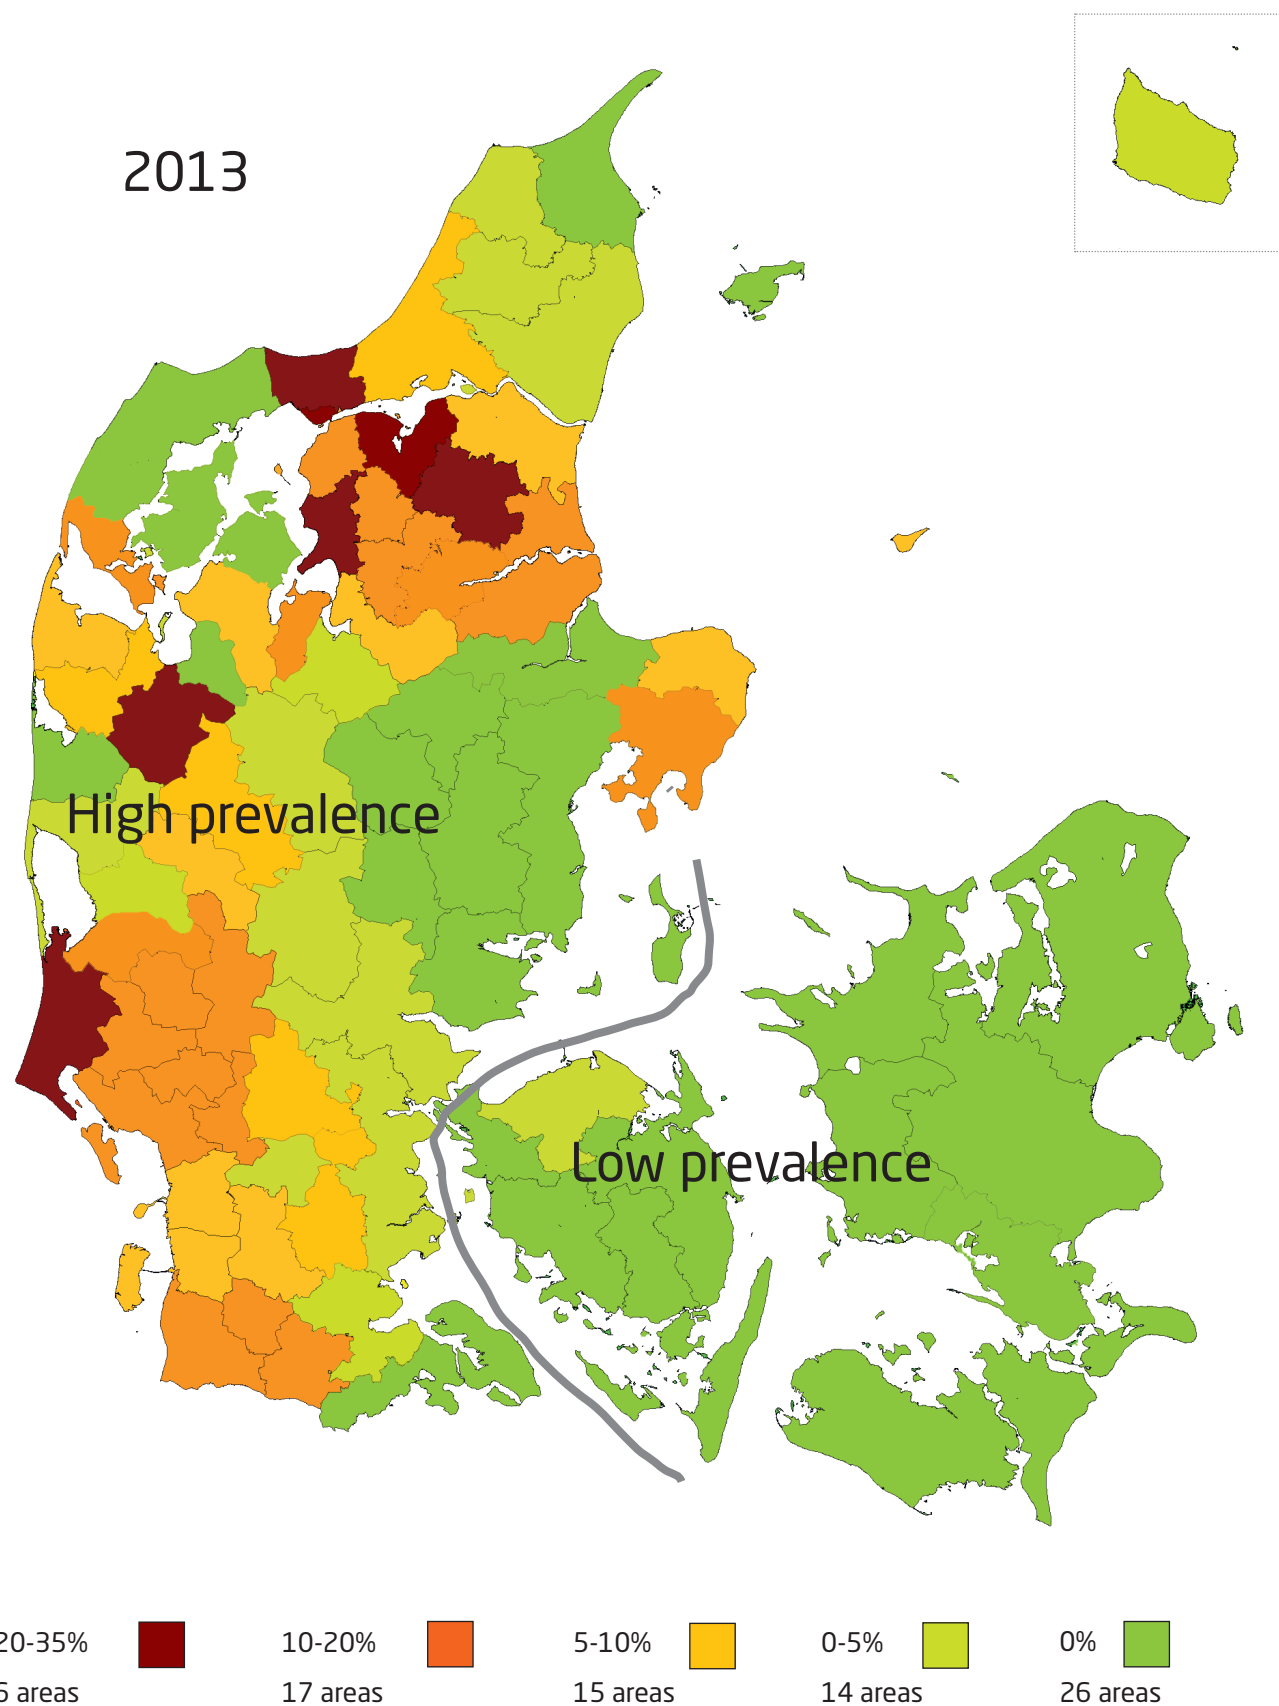 2013
High prevalence
Low prevalence
20-35% 10-20% 5-10% 0-5% 0%
areas 17 areas 15 areas 14 areas 26 areas